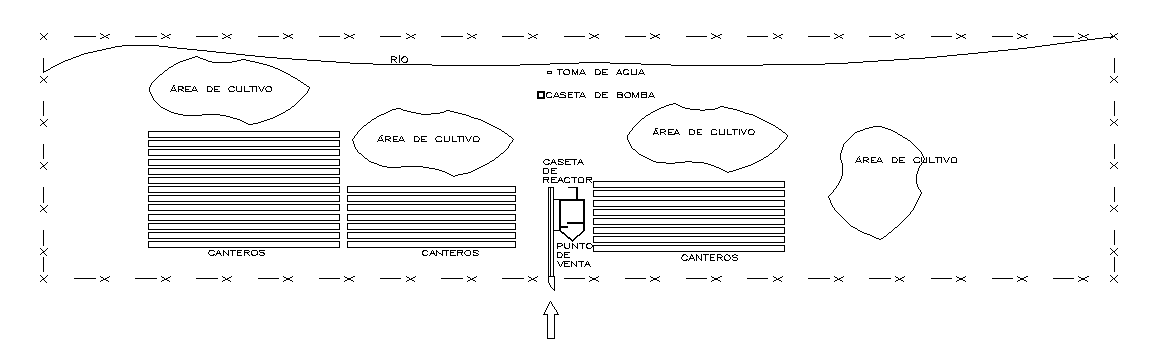 RÍO
TOMA DE AGUA
ÁREA DE CULTIVO
CASETA DE BOMBA
ÁREA DE CULTIVO
ÁREA DE CULTIVO
ÁREA DE CULTIVO
CASETA
DE
REACTOR
PUNTO
DE
VENTA
CANTEROS
CANTEROS
CANTEROS